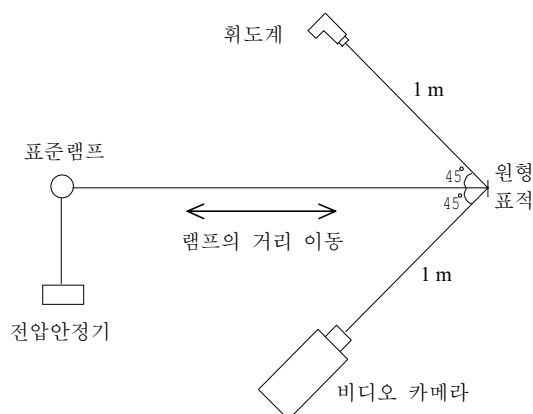 휘도계
1 m
표준램프
45°
원형
45°
표적
램프의 거리 이동
1 m
전압안정기
비디오 카메라